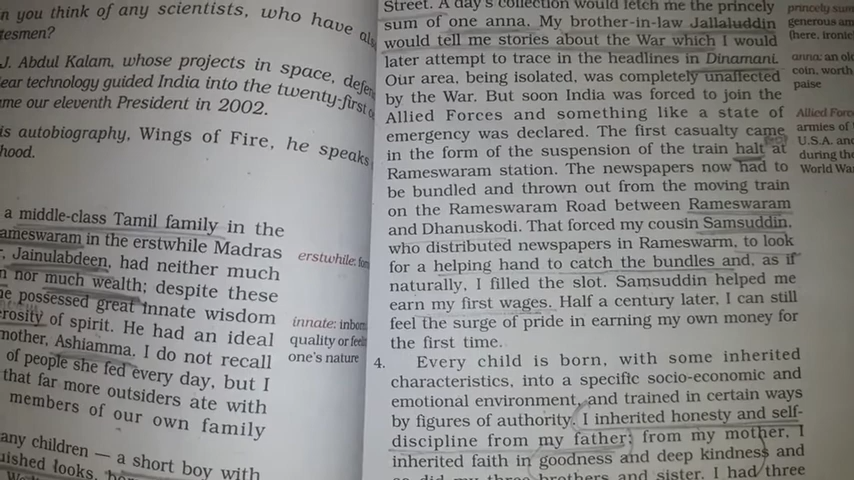 n you think of any scientists, who have als
tesmen?
J. Abdul Kalam, whose projects in space, defen
ear technology guided India into the twenty-first c
me our eleventh President in 2002.
is autobiography, Wings of Fire, he speaks
hood.
a middle-class Tamil family in the
ameswaram in the erstwhile Madras
r, Jainulabdeen, had neither much
n nor much wealth; despite these
he possessed great innate wisdom
erosity of spirit. He had an ideal
mother, Ashiamma. I do not recall
of people she fed every day, but I
that far more outsiders ate with
members of our own family
any children — a short boy with
uished looks,
erstwhile: for
innate: inborn
quality or feeli
one's nature
Street. A day's collection would fetch me the princely
sum of one anna. My brother-in-law Jallaluddin
would tell me stories about the War which I would
later attempt to trace in the headlines in Dinamani.
Our area, being isolated, was completely unaffected
by the War. But soon India was forced to join the
Allied Forces and something like a state of
emergency was declared. The first casualty came
in the form of the suspension of the train halt at
Rameswaram station. The newspapers now had to
be bundled and thrown out from the moving train
on the Rameswaram Road between Rameswaram
and Dhanuskodi. That forced my cousin Samsuddin,
who distributed newspapers in Rameswarm, to look
for a helping hand to catch the bundles and, as if
naturally, I filled the slot. Samsuddin helped me
earn my first wages. Half a century later, I can still
feel the surge of pride in earning my own money for
the first time.
4. Every child is born, with some inherited
characteristics, into a specific socio-economic and
emotional environment, and trained in certain ways
by figures of authority. I inherited honesty and self-
discipline from my father; from my mother, I
inherited faith in goodness and deep kindness and
so did my three brothers and sister. I had three
princely sum
generous am
(here, ironic
anna: an old
coin, worth
paise
Allied Forc
armies of
U.S.A. and
during the
World Wa